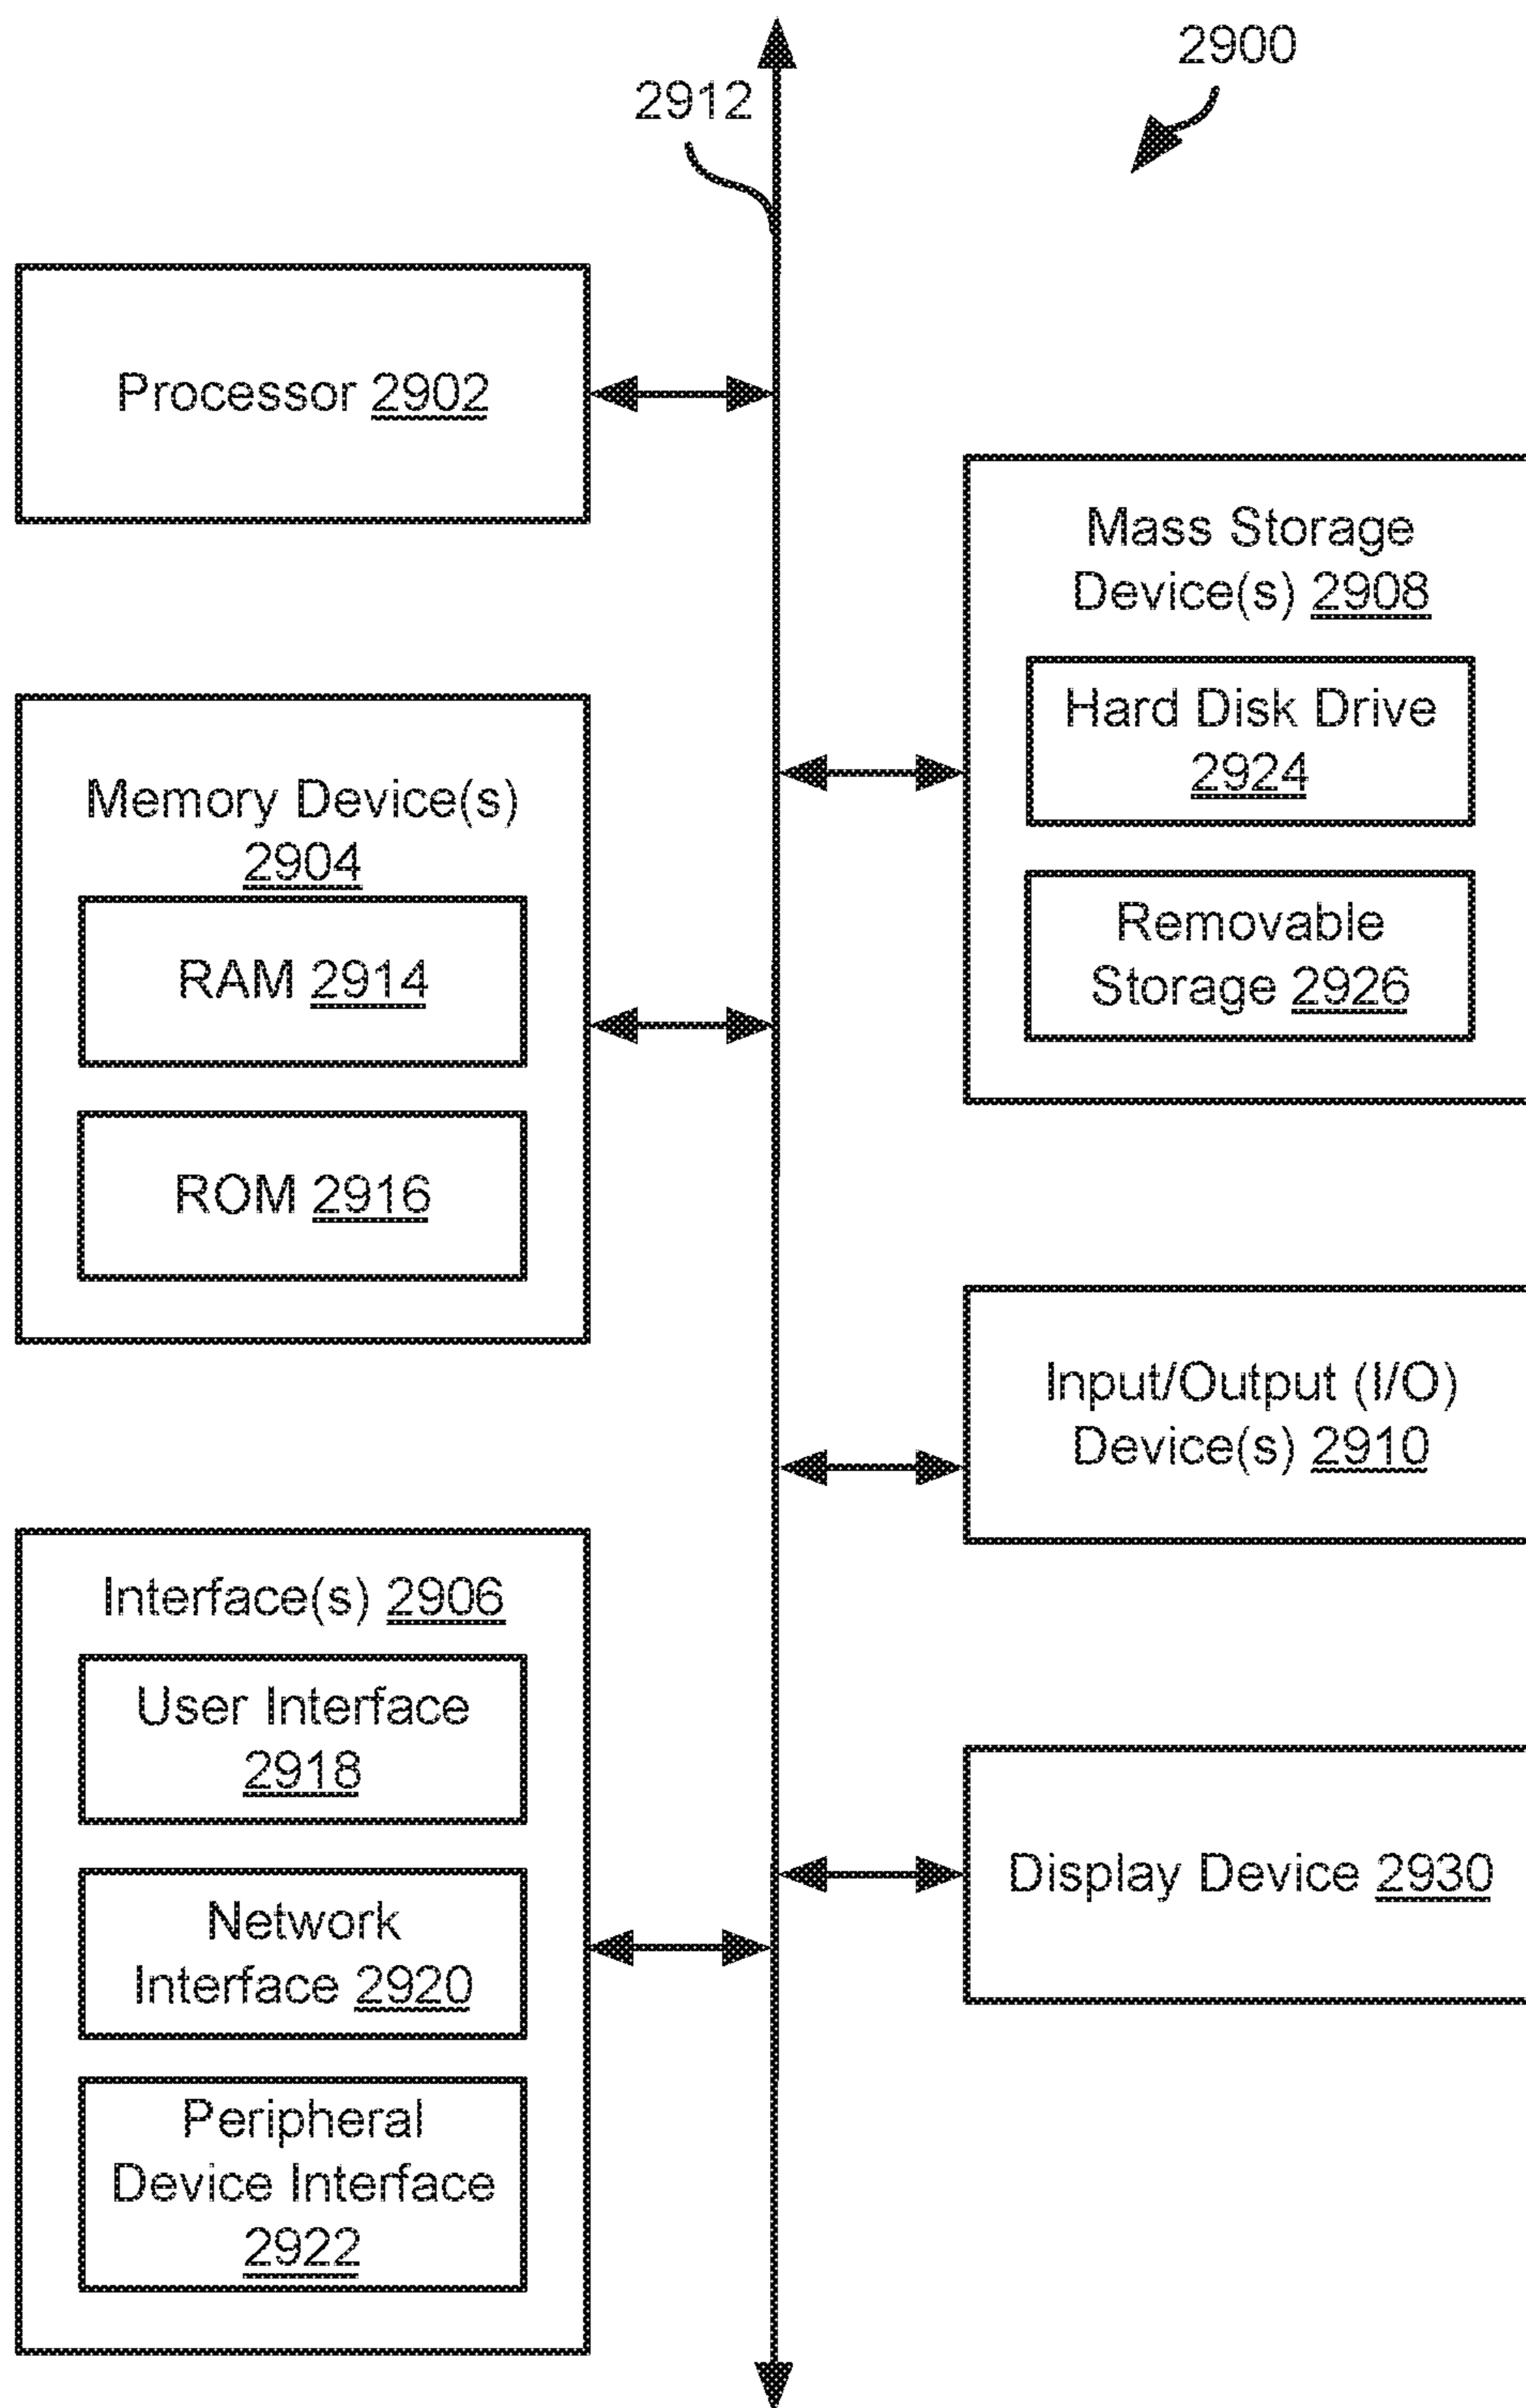 2900
2912
Processor 2902
Mass Storage
Device(s) 2908
Hard Disk Drive
2924
Removable
Storage 2926
Memory Device(s)
2904
RAM 2914
ROM 2916
Input/Output (I/O)
Device(s) 2910
Interface(s) 2906
User Interface
2918
Network
Interface 2920
Peripheral
Device Interface
2922
Display Device 2930